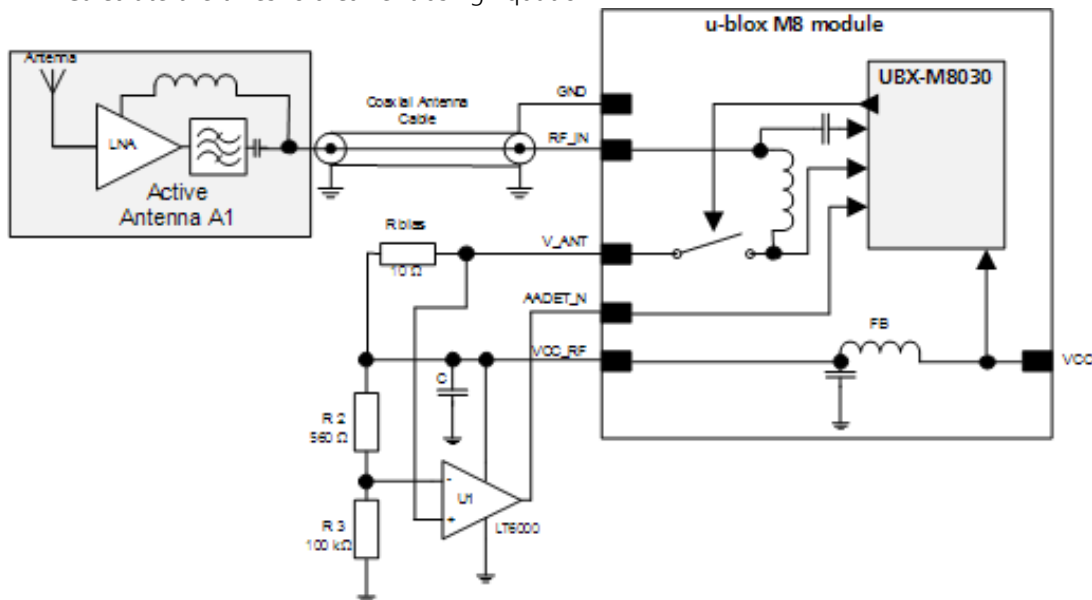 u-blox M8 module
Antenna
UBX-M8030
Coaxial Antenna
Cable
GND
RF_IN
LNA
Active
Antenna A1
R bias
10 Ω
V_ANT
AADET_N
VCC_RF
FB
VCC
C
R 2
560 Ω
U1
-
+
LT6000
R 3
100 kΩ